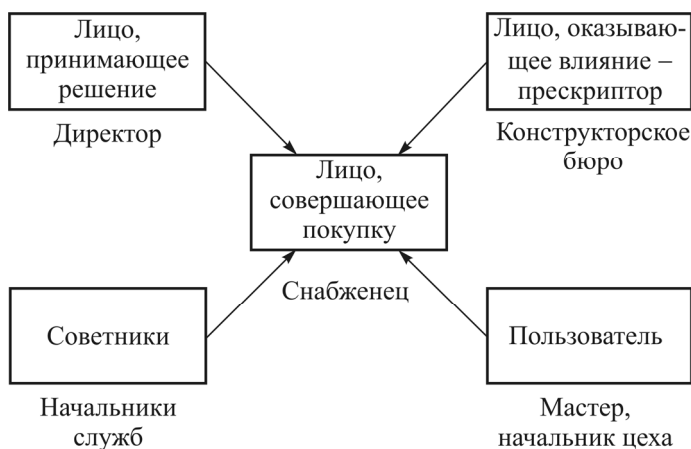 Лицо,
принимающее
решение
Директор
Лицо, оказываю-
щее влияние –
прескриптор
Конструкторское
бюро
Лицо,
совершающее
покупку
Снабженец
Советники
Начальники
служб
Пользователь
Мастер,
начальник цеха